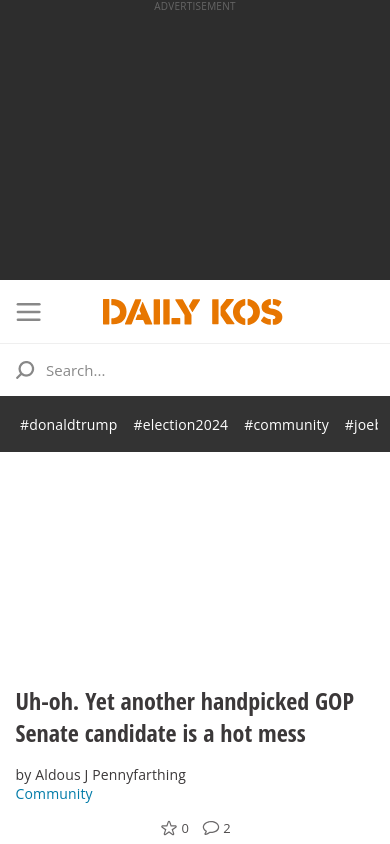 ADVERTISEMENT
DAILY KOS
Search...
#donaldtrump #election2024 #community
Uh-oh. Yet another handpicked GOP
Senate candidate is a hot mess
by Aldous J Pennyfarthing
Community
0 2